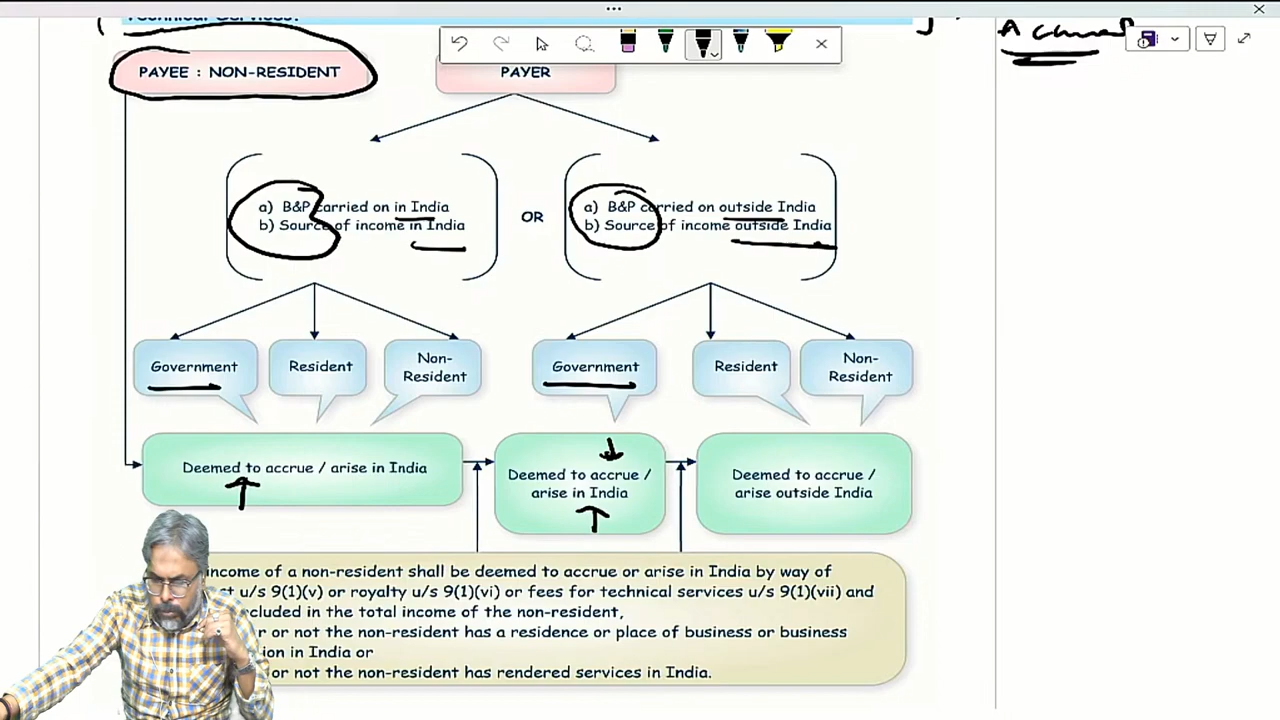 Technical Services.
PAYEE : NON-RESIDENT
PAYER
a) B&P carried on in India
b) Source of income in India
OR
a) B&P carried on outside India
b) Source of income outside India
Government
Resident
Non-
Resident
Government
Resident
Non-
Resident
Deemed to accrue / arise in India
Deemed to accrue /
arise in India
Deemed to accrue /
arise outside India
income of a non-resident shall be deemed to accrue or arise in India by way of
u/s 9(1)(v) or royalty u/s 9(1)(vi) or fees for technical services u/s 9(1)(vii) and
in the total income of the non-resident,
or not the non-resident has a residence or place of business or business
in India or
or not the non-resident has rendered services in India.